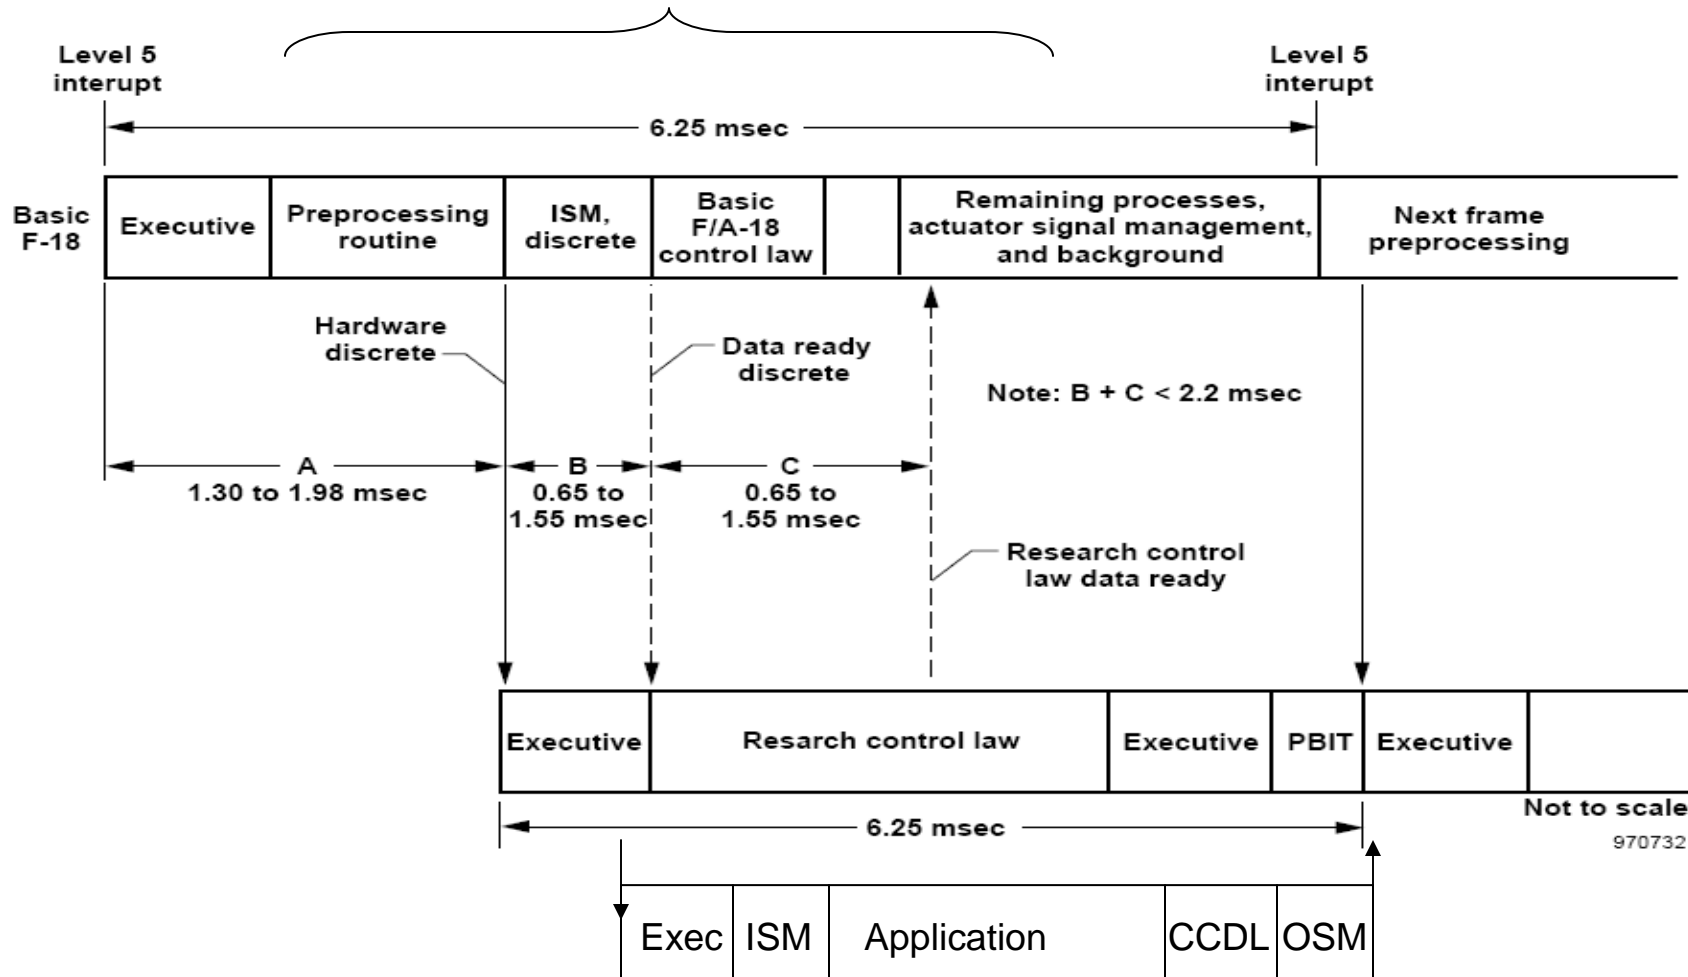 Level 5
interupt
Level 5
interupt
6.25 msec
Basic
F-18
Executive
Preprocessing
routine
ISM,
discrete
Basic
F/A-18
control law
Remaining processes,
actuator signal management,
and background
Next frame
preprocessing
Hardware
discrete
Data ready
discrete
Note: B + C < 2.2 msec
A
1.30 to 1.98 msec
B
0.65 to
1.55 msec
C
0.65 to
1.55 msec
Research control
law data ready
Executive
Resarch control law
Executive
PBIT
Executive
Not to scale
6.25 msec
970732
Exec
ISM
Application
CCDL
OSM